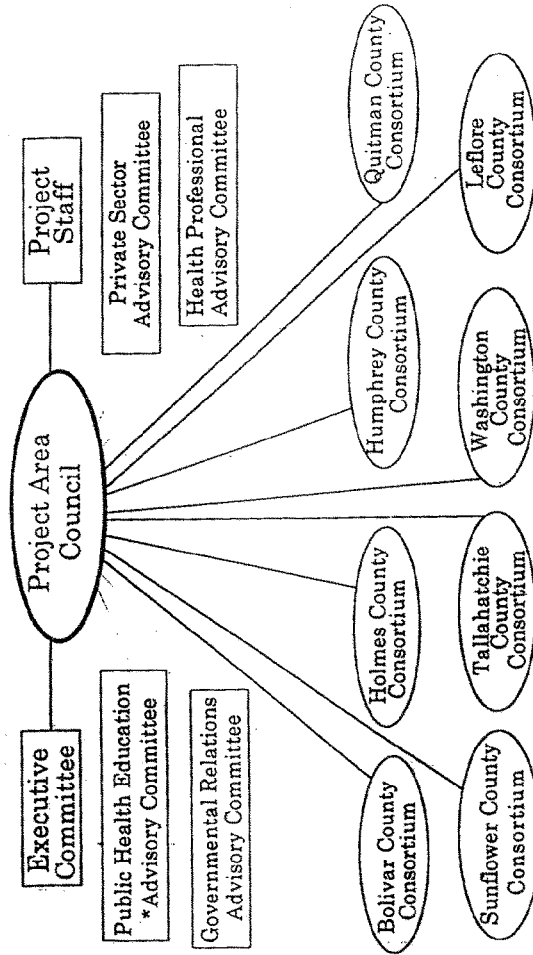 Executive
Committee
Project Area
Council
Project
Staff
Public Health Education
*Advisory Committee
Governmental Relations
Advisory Committee
Private Sector
Advisory Committee
Health Professional
Advisory Committee
Bolivar County
Consortium
Holmes County
Consortium
Humphrey County
Consortium
Quitman County
Consortium
Sunflower County
Consortium
Tallahatchie
County
Consortium
Washington
County
Consortium
Leflore
County
Consortium